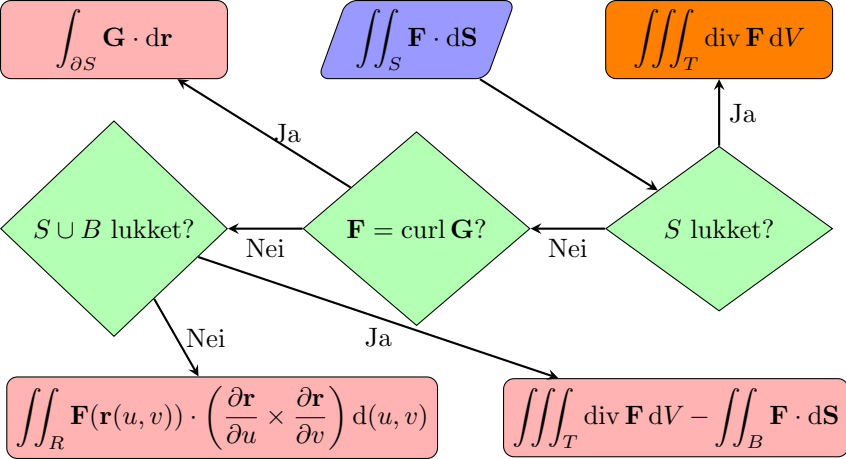 ∫_{∂S} G · dr
∬_S F · dS
∭_T div F dV
Ja
Ja
S ∪ B lukket?
F = curl G?
S lukket?
Nei
Nei
Nei
Ja
∬_R F(r(u, v)) · (∂r/∂u × ∂r/∂v) d(u, v)
∭_T div F dV − ∬_B F · dS